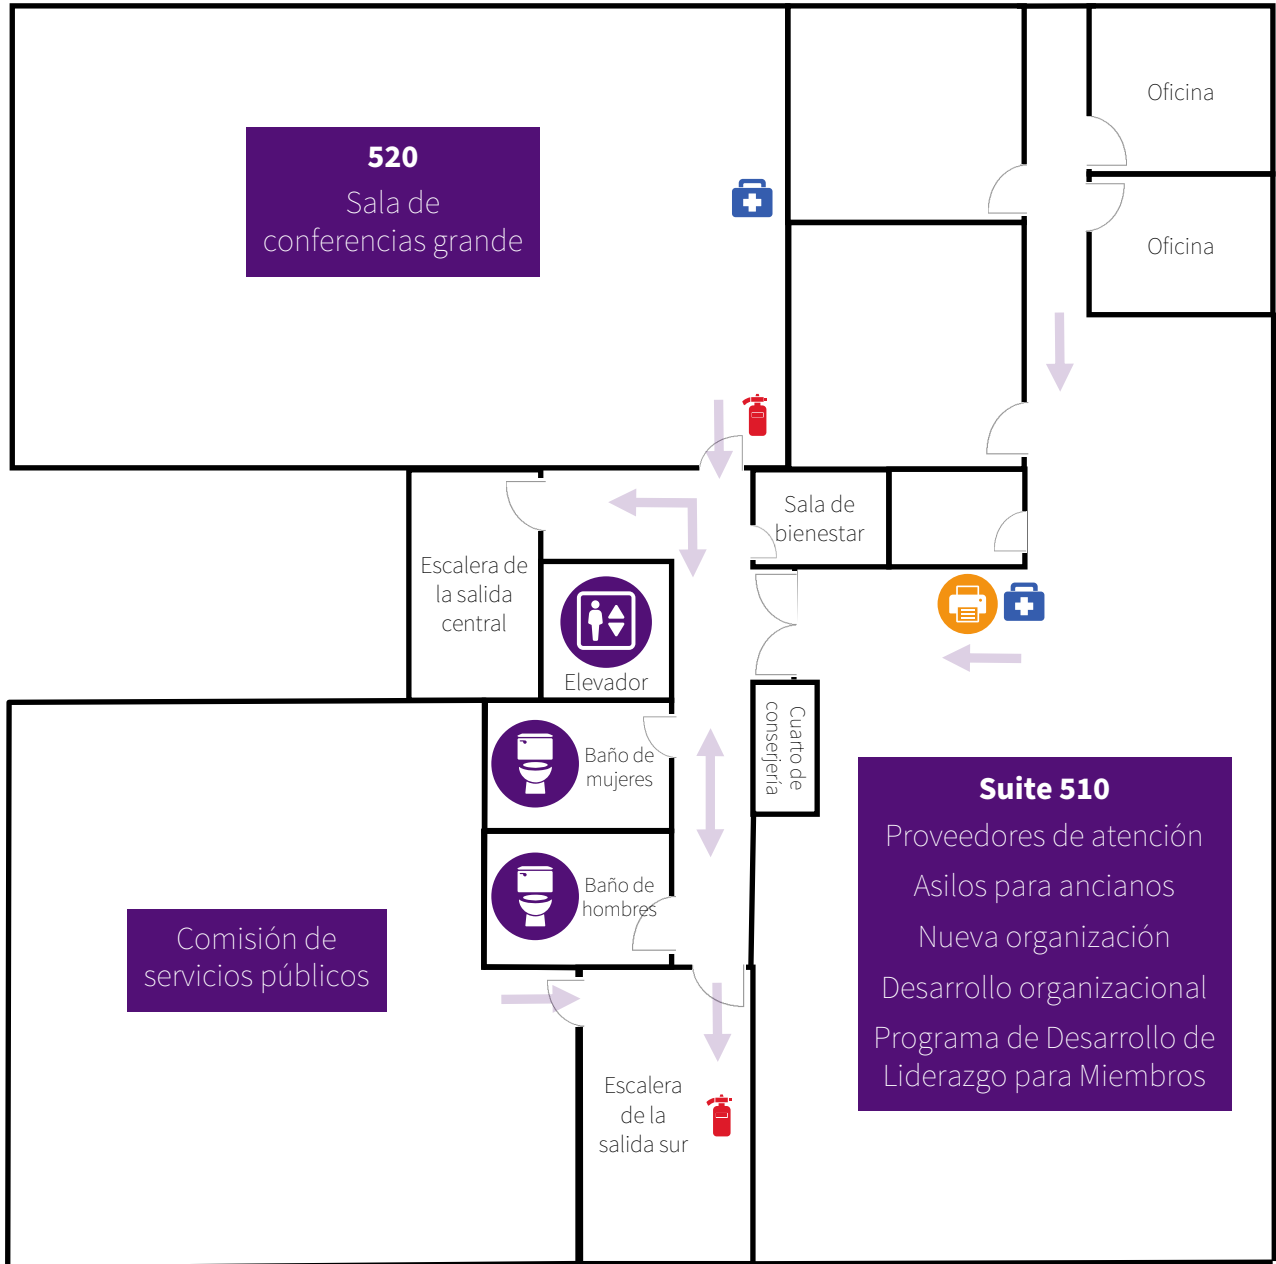 520
Sala de
conferencias grande
Oficina
Oficina
Sala de
bienestar
Escalera de
la salida
central
Elevador
Cuarto de
conserjería
Baño de
mujeres
Baño de
hombres
Suite 510
Proveedores de atención
Asilos para ancianos
Nueva organización
Desarrollo organizacional
Programa de Desarrollo de
Liderazgo para Miembros
Comisión de
servicios públicos
Escalera
de la
salida sur